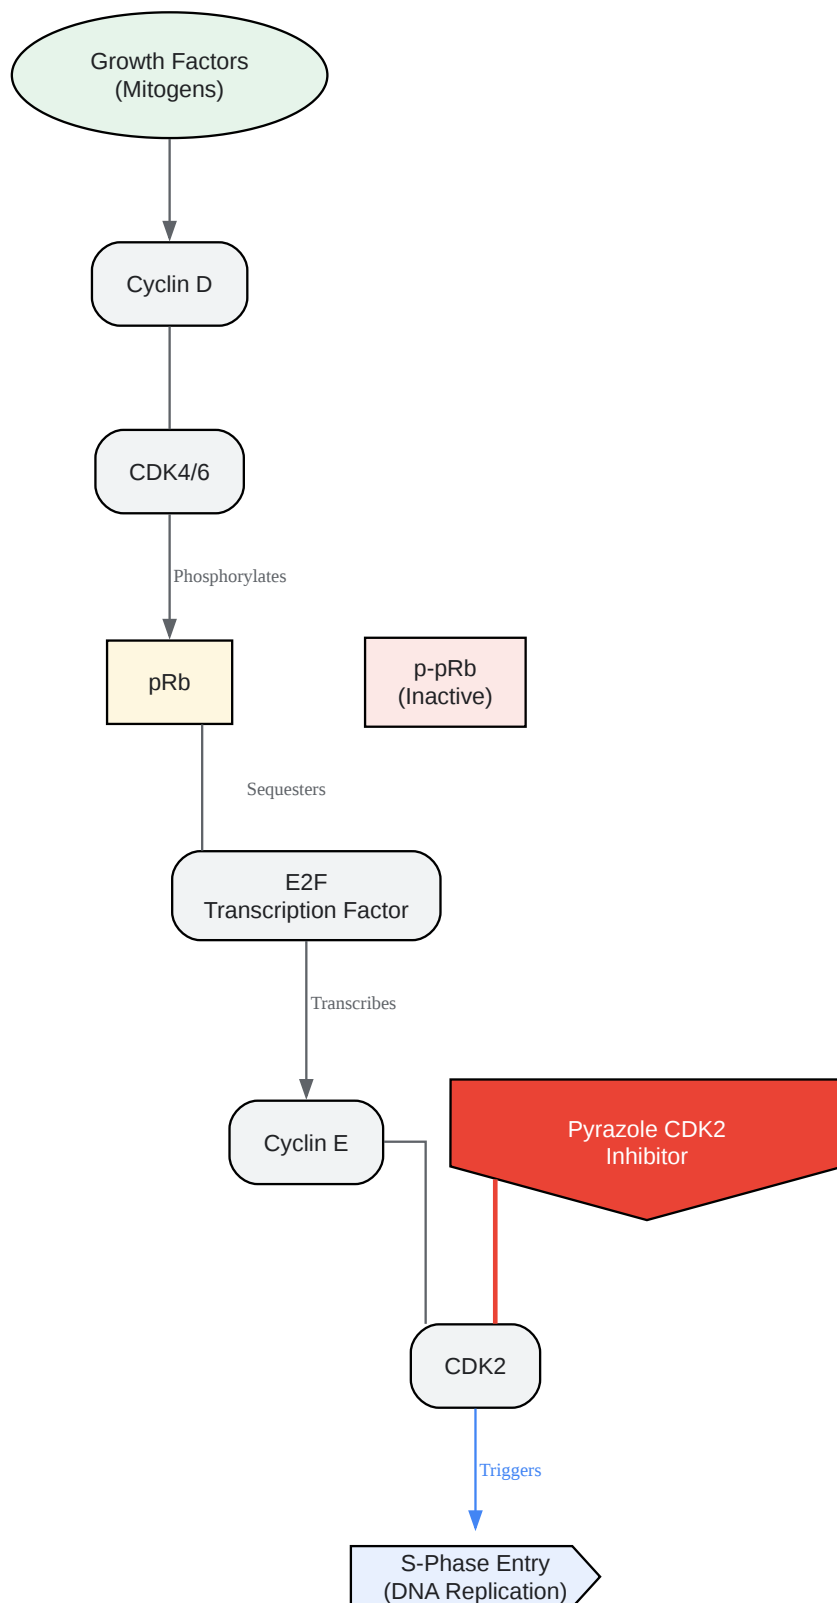 Growth Factors
(Mitogens)
Cyclin D
CDK4/6
Phosphorylates
pRb
p-pRb
(Inactive)
Sequesters
E2F
Transcription Factor
Transcribes
Cyclin E
Pyrazole CDK2
Inhibitor
CDK2
Triggers
S-Phase Entry
(DNA Replication)